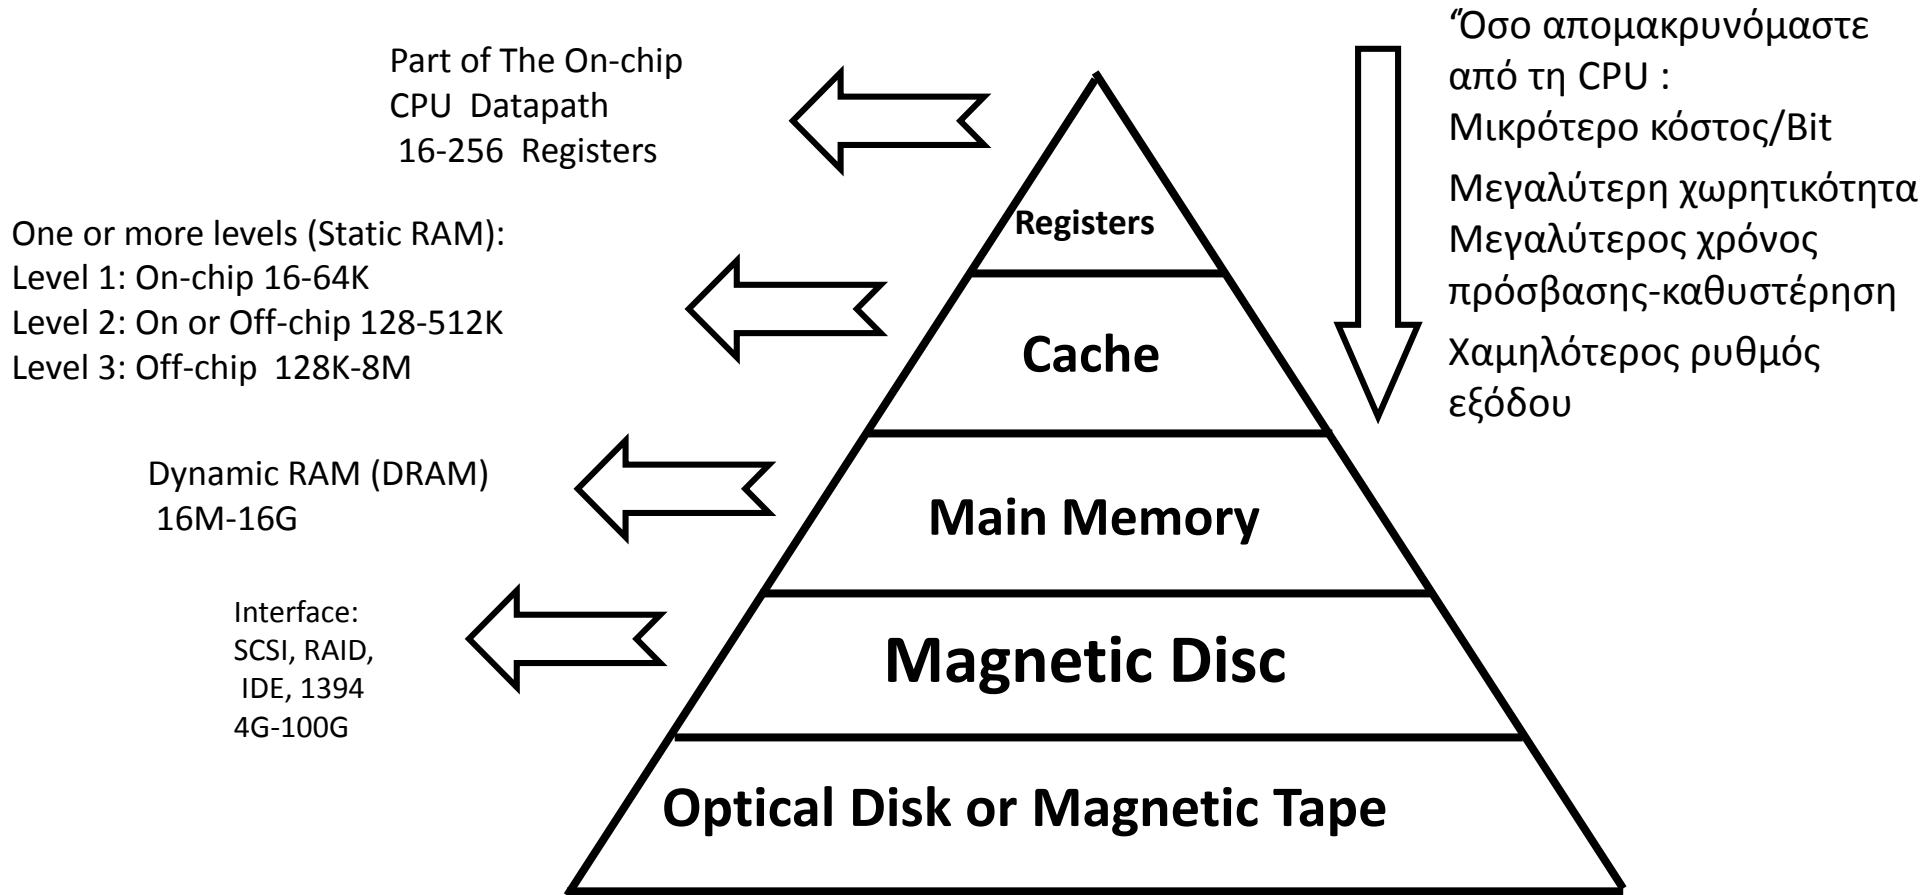 Part of The On-chip
CPU Datapath
16-256 Registers
One or more levels (Static RAM):
Level 1: On-chip 16-64K
Level 2: On or Off-chip 128-512K
Level 3: Off-chip 128K-8M
Dynamic RAM (DRAM)
16M-16G
Interface:
SCSI, RAID,
IDE, 1394
4G-100G
Registers
Cache
Main Memory
Magnetic Disc
Optical Disk or Magnetic Tape
‘Όσο απομακρυνόμαστε
από τη CPU :
Μικρότερο κόστος/Bit
Μεγαλύτερη χωρητικότητα
Μεγαλύτερος χρόνος
πρόσβασης-καθυστέρηση
Χαμηλότερος ρυθμός
εξόδου